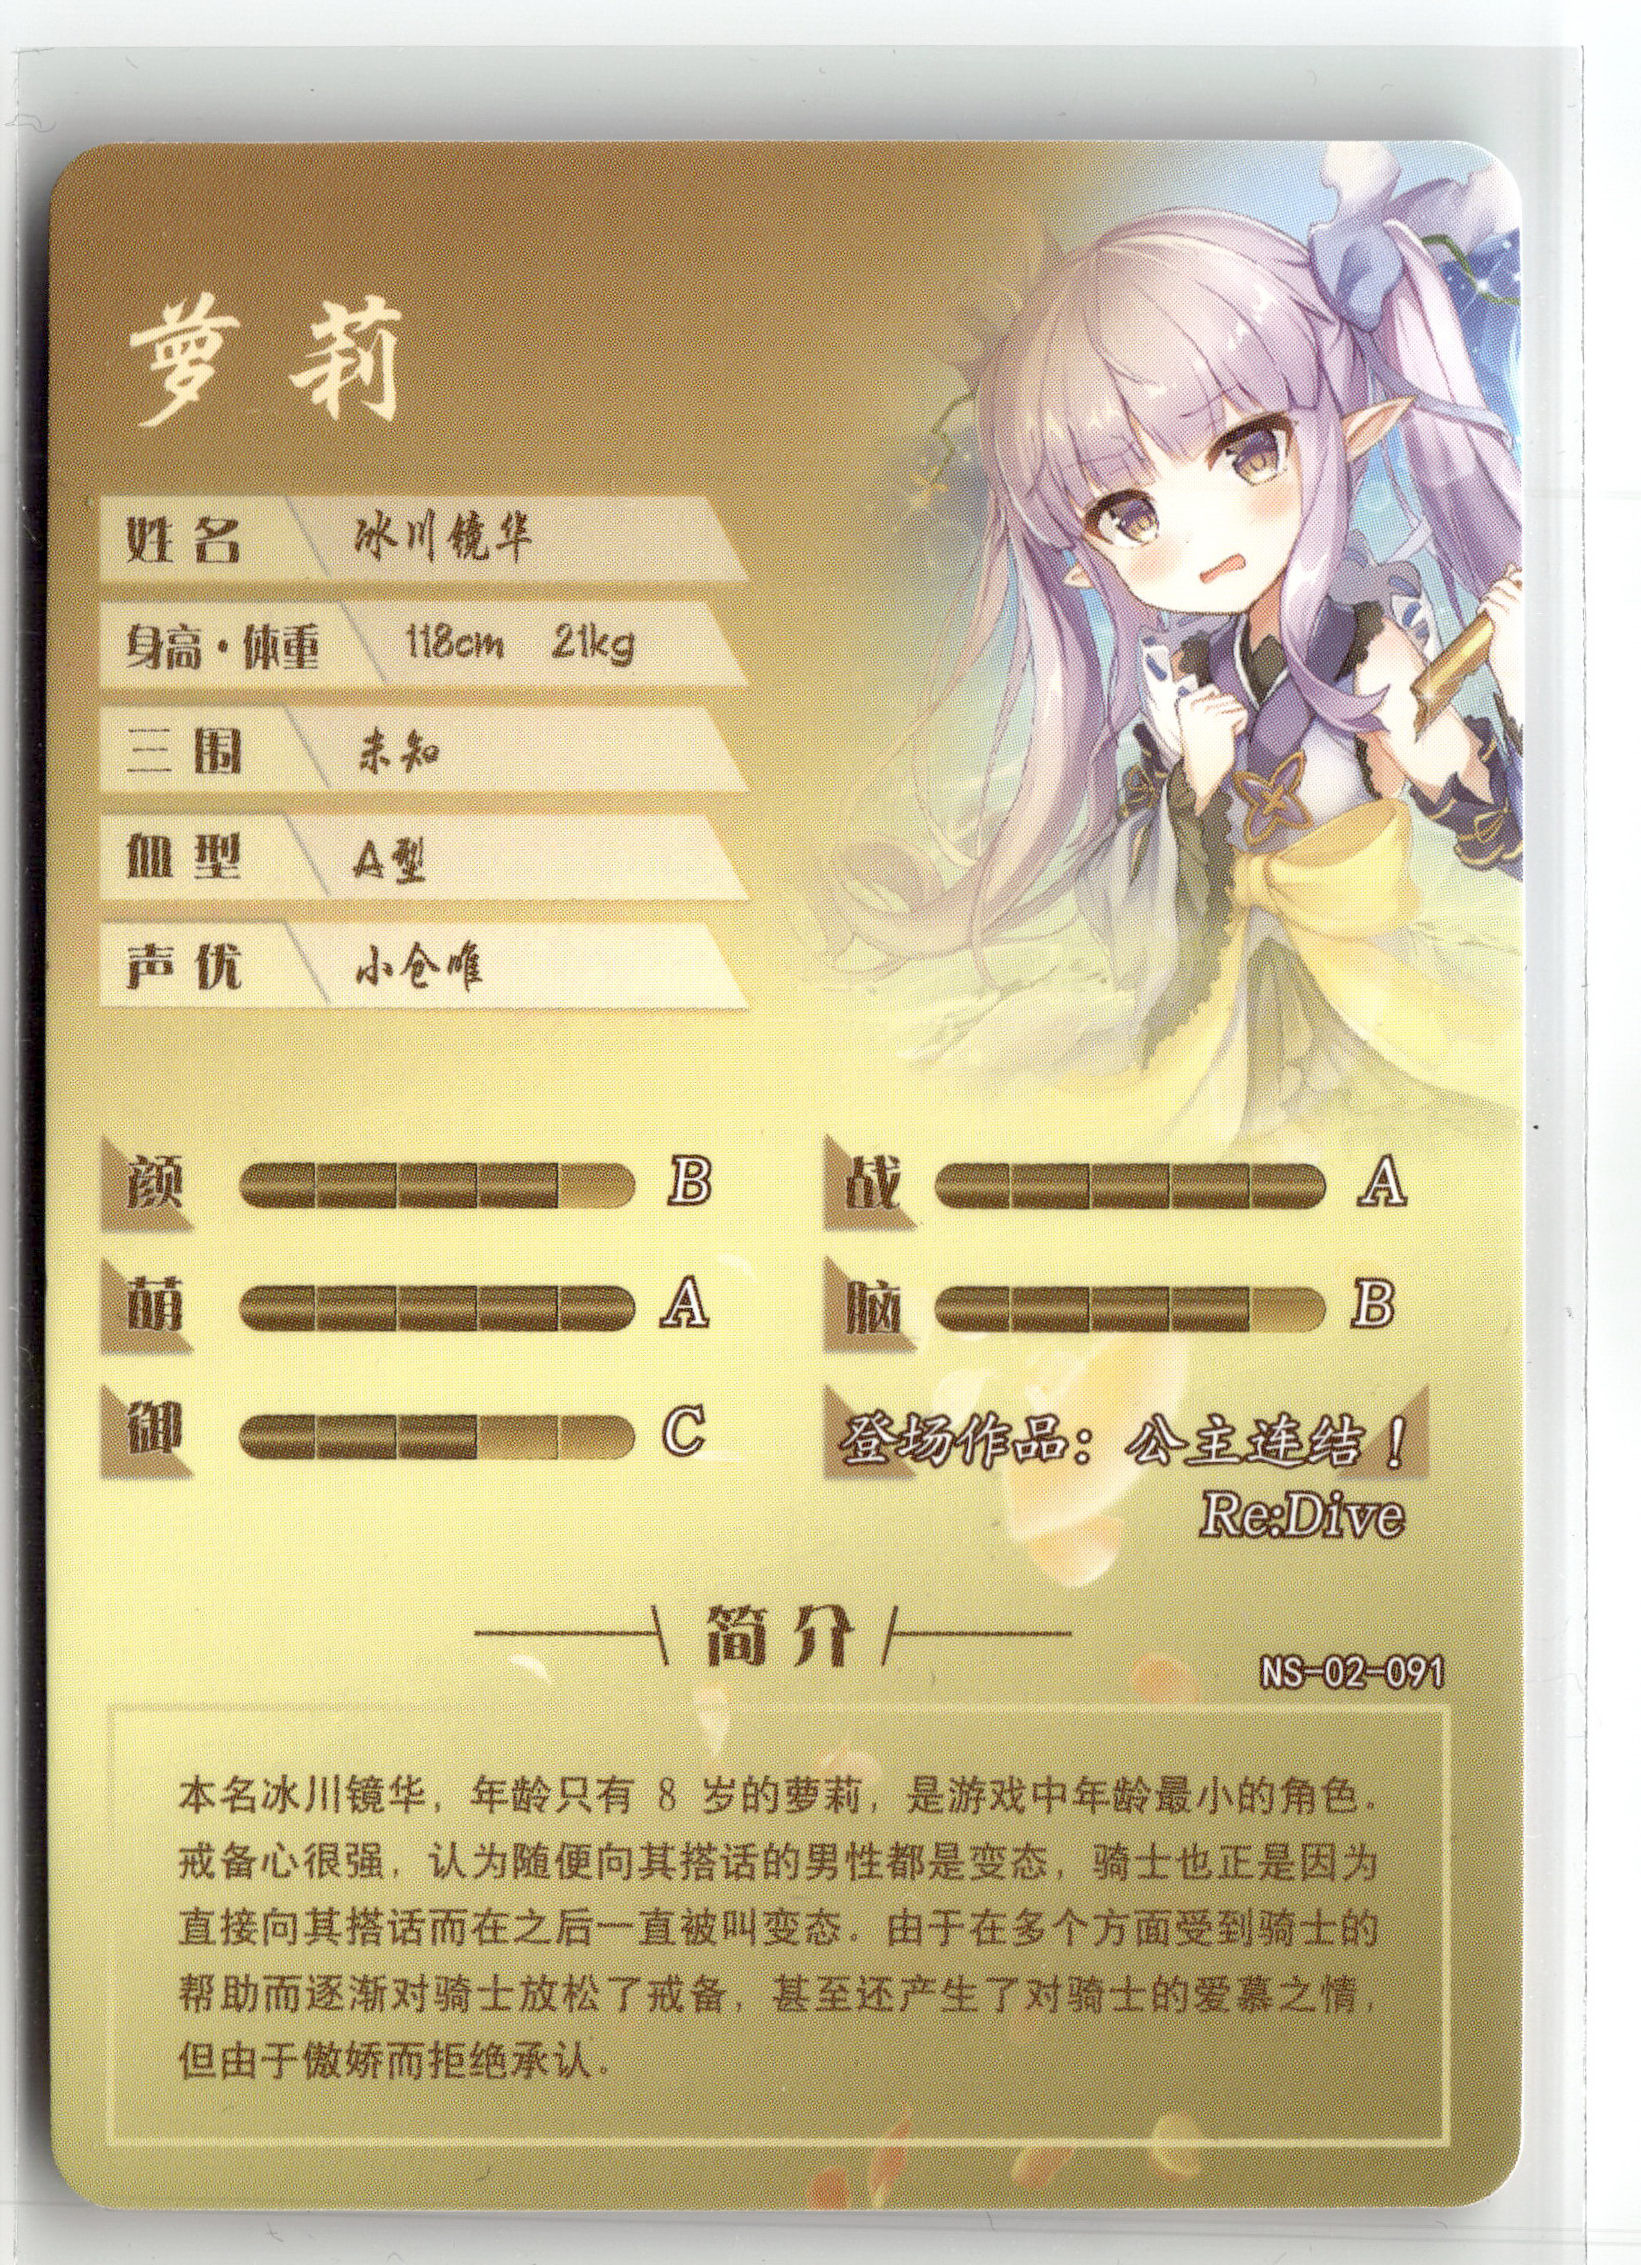 萝莉
姓名 冰川镜华
身高·体重 118cm 21kg
三围 未知
血型 A型
声优 小仓唯
颜 B 战 A
萌 A 脑 B
御 C 登场作品：公主连结！
Re:Dive
简介
NS-02-091
本名冰川镜华，年龄只有 8 岁的萝莉，是游戏中年龄最小的角色。
戒备心很强，认为随便向其搭话的男性都是变态，骑士也正是因为
直接向其搭话而在之后一直被叫变态。由于在多个方面受到骑士的
帮助而逐渐对骑士放松了戒备，甚至还产生了对骑士的爱慕之情，
但由于傲娇而拒绝承认。